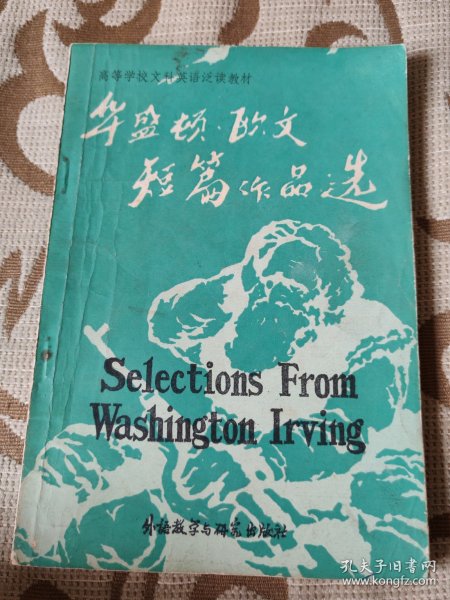 高等学校文科英语泛读教材
华盛顿·欧文
短篇作品选
Selections From
Washington Irving
外语教学与研究出版社
孔夫子旧书网
www.kongfz.com